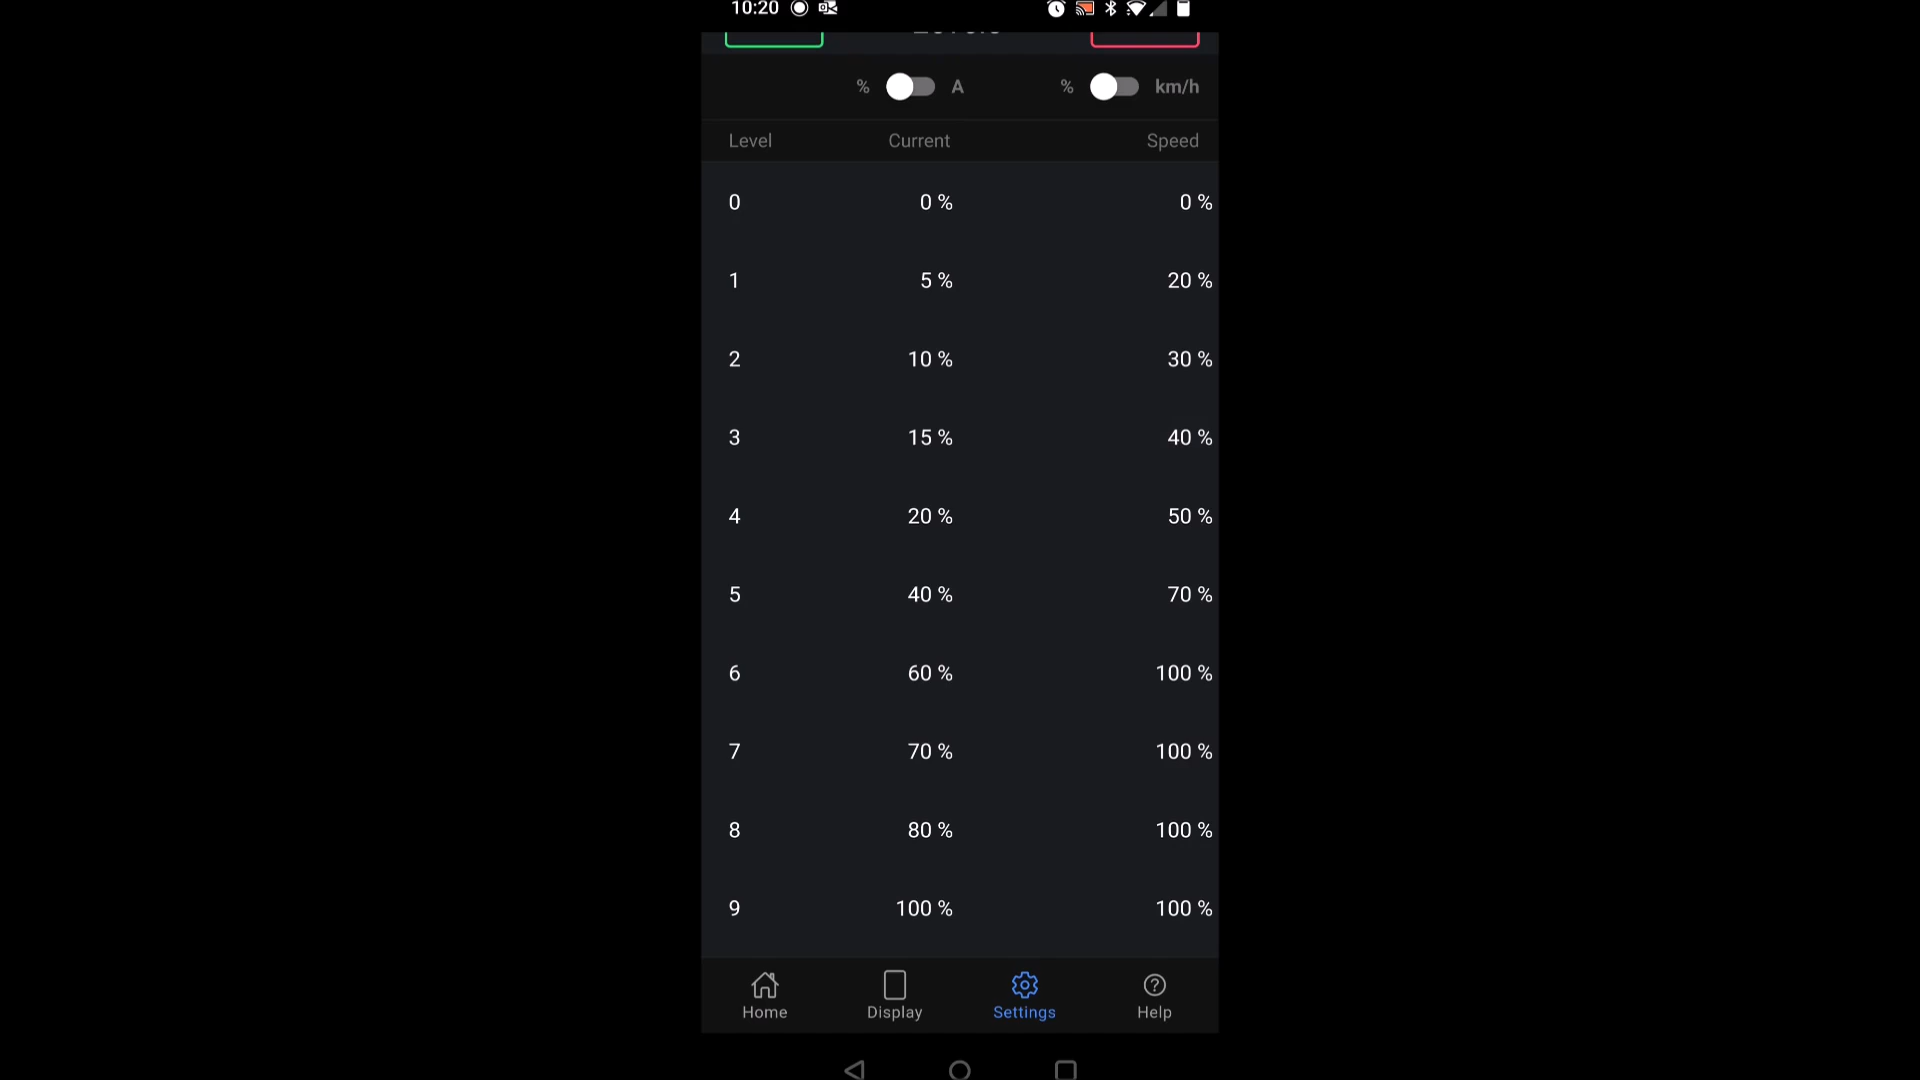 10:20
% A % km/h
Level Current Speed
0 0 % 0 %
1 5 % 20 %
2 10 % 30 %
3 15 % 40 %
4 20 % 50 %
5 40 % 70 %
6 60 % 100 %
7 70 % 100 %
8 80 % 100 %
9 100 % 100 %
Home Display Settings Help